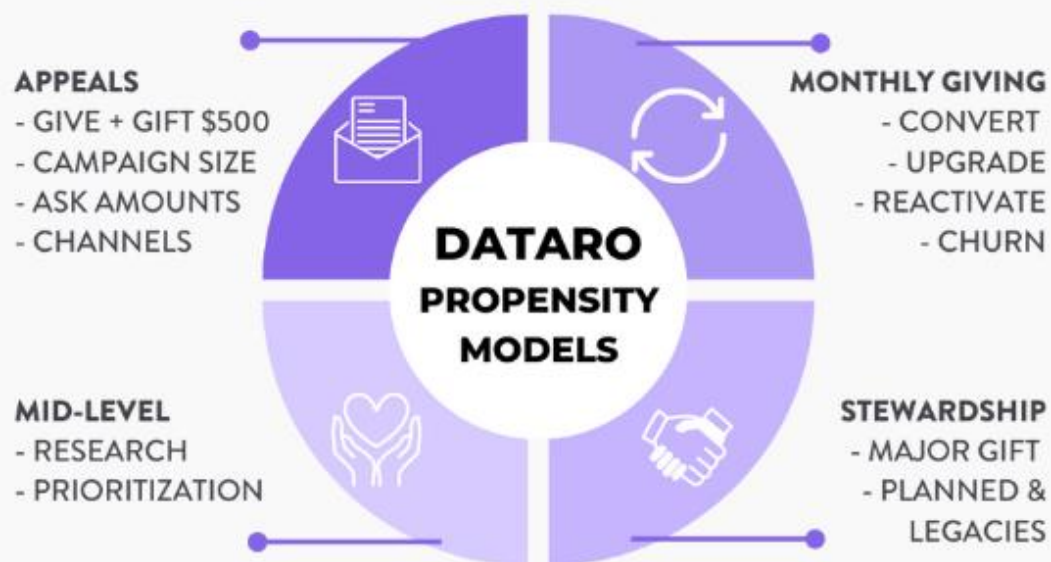 APPEALS
- GIVE + GIFT $500
- CAMPAIGN SIZE
- ASK AMOUNTS
- CHANNELS
MONTHLY GIVING
- CONVERT
- UPGRADE
- REACTIVATE
- CHURN
DATARO
PROPENSITY
MODELS
MID-LEVEL
- RESEARCH
- PRIORITIZATION
STEWARDSHIP
- MAJOR GIFT
- PLANNED &
LEGACIES